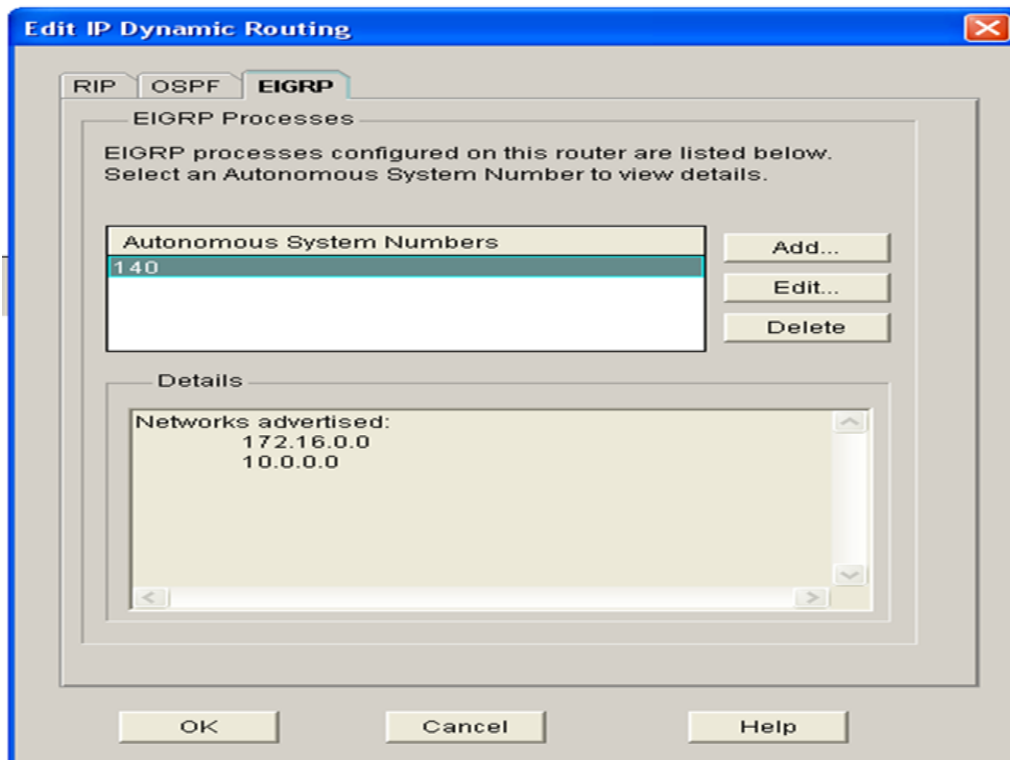 Edit IP Dynamic Routing
RIP
OSPF
EIGRP
EIGRP Processes
EIGRP processes configured on this router are listed below.
Select an Autonomous System Number to view details.
Autonomous System Numbers
140
Add...
Edit...
Delete
Details
Networks advertised:
172.16.0.0
10.0.0.0
OK
Cancel
Help